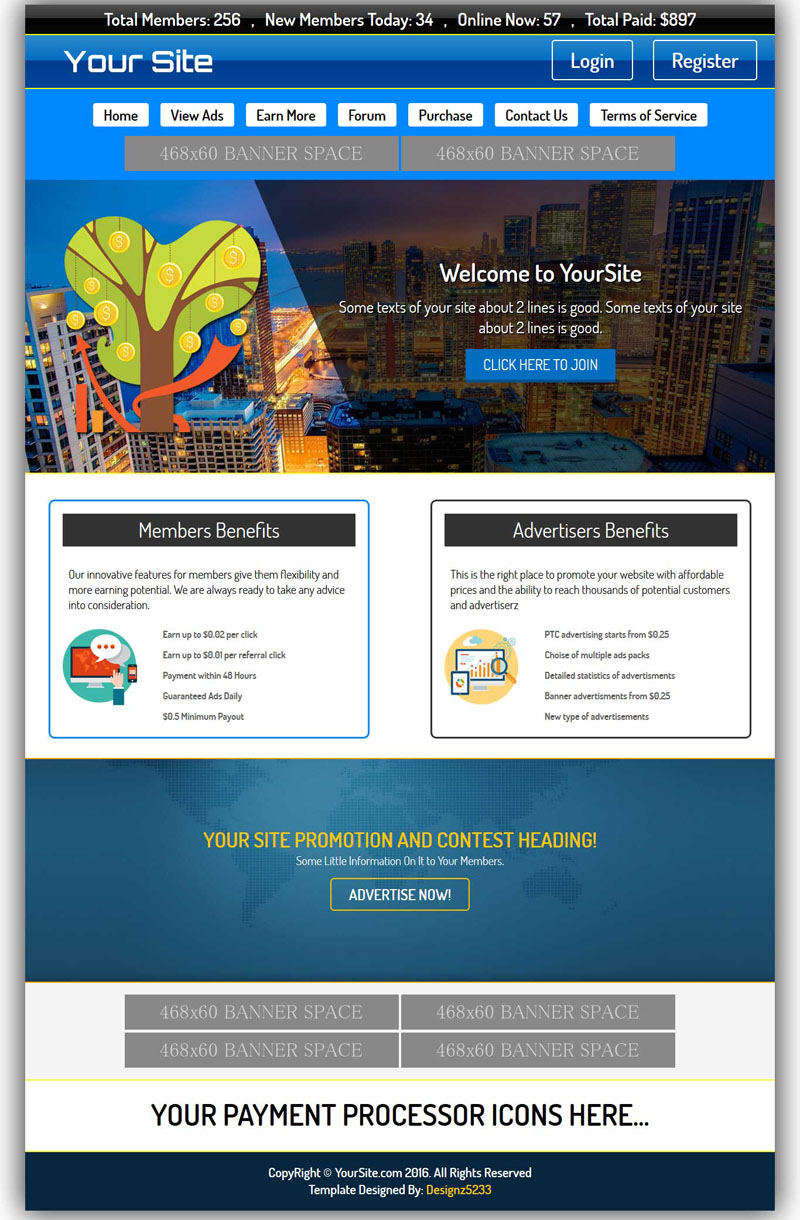 Total Members: 256 , New Members Today: 34 , Online Now: 57 , Total Paid: $897
Your Site
Login
Register
Home
View Ads
Earn More
Forum
Purchase
Contact Us
Terms of Service
468x60 BANNER SPACE
468x60 BANNER SPACE
Welcome to YourSite
Some texts of your site about 2 lines is good. Some texts of your site
about 2 lines is good.
CLICK HERE TO JOIN
Members Benefits
Our innovative features for members give them flexibility and
more earning potential. We are always ready to take any advice
into consideration.
Earn up to $0.02 per click
Earn up to $0.01 per referral click
Payment within 48 Hours
Guaranteed Ads Daily
$0.5 Minimum Payout
Advertisers Benefits
This is the right place to promote your website with affordable
prices and the ability to reach thousands of potential customers
and advertiserz
PTC advertising starts from $0.25
Choise of multiple ads packs
Detailed statistics of advertisments
Banner advertisments from $0.25
New type of advertisements
YOUR SITE PROMOTION AND CONTEST HEADING!
Some Little Information On It to Your Members.
ADVERTISE NOW!
468x60 BANNER SPACE
468x60 BANNER SPACE
468x60 BANNER SPACE
468x60 BANNER SPACE
YOUR PAYMENT PROCESSOR ICONS HERE...
CopyRight © YourSite.com 2016. All Rights Reserved
Template Designed By: Designz5233